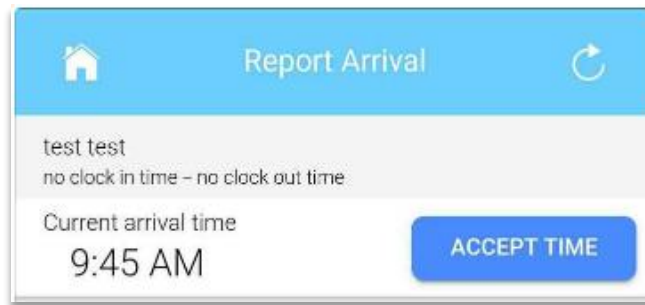 Report Arrival
test test
no clock in time – no clock out time
Current arrival time
9:45 AM
ACCEPT TIME